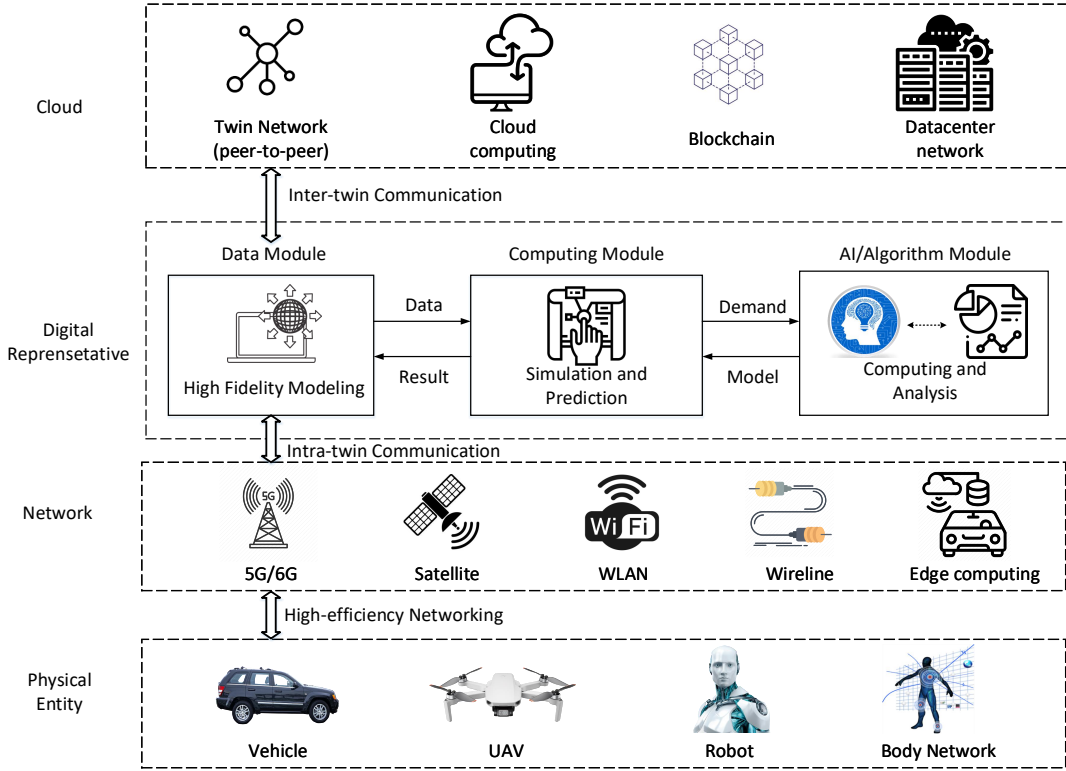 Cloud
Twin Network
(peer-to-peer)
Cloud
computing
Blockchain
Datacenter
network
Inter-twin Communication
Digital
Reprensetative
Data Module
Computing Module
AI/Algorithm Module
High Fidelity Modeling
Data
Result
Simulation and
Prediction
Demand
Model
Computing and
Analysis
Intra-twin Communication
Network
5G
5G/6G
Satellite
Wi Fi
WLAN
Wireline
Edge computing
High-efficiency Networking
Physical
Entity
Vehicle
UAV
Robot
Body Network